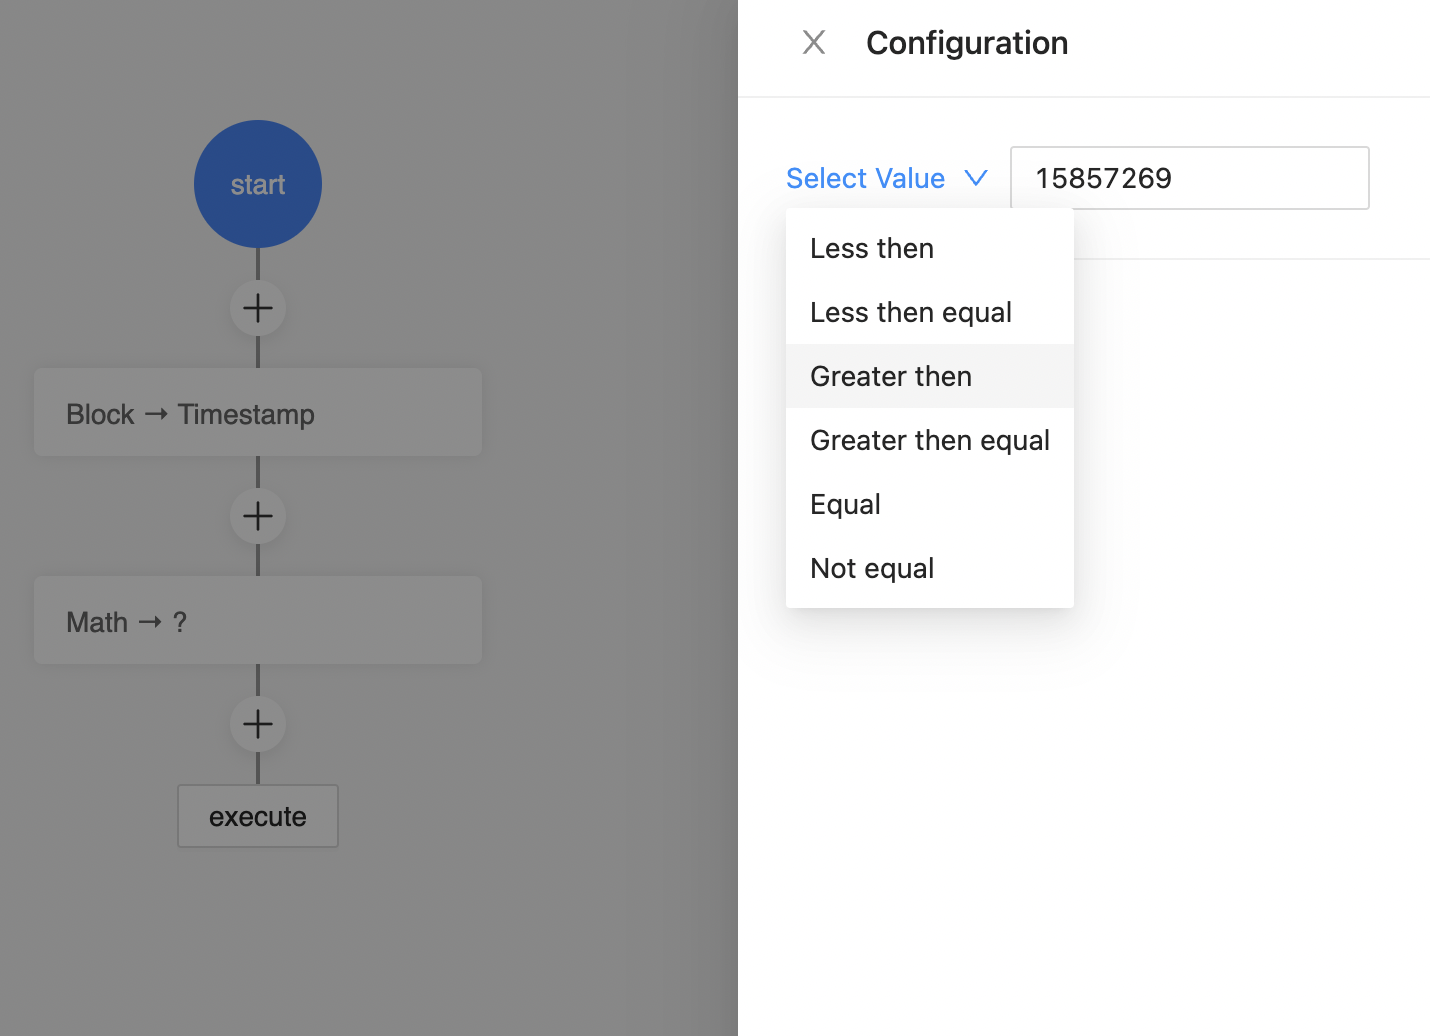 start
Block → Timestamp
Math → ?
execute
Configuration
Select Value
15857269
Less then
Less then equal
Greater then
Greater then equal
Equal
Not equal